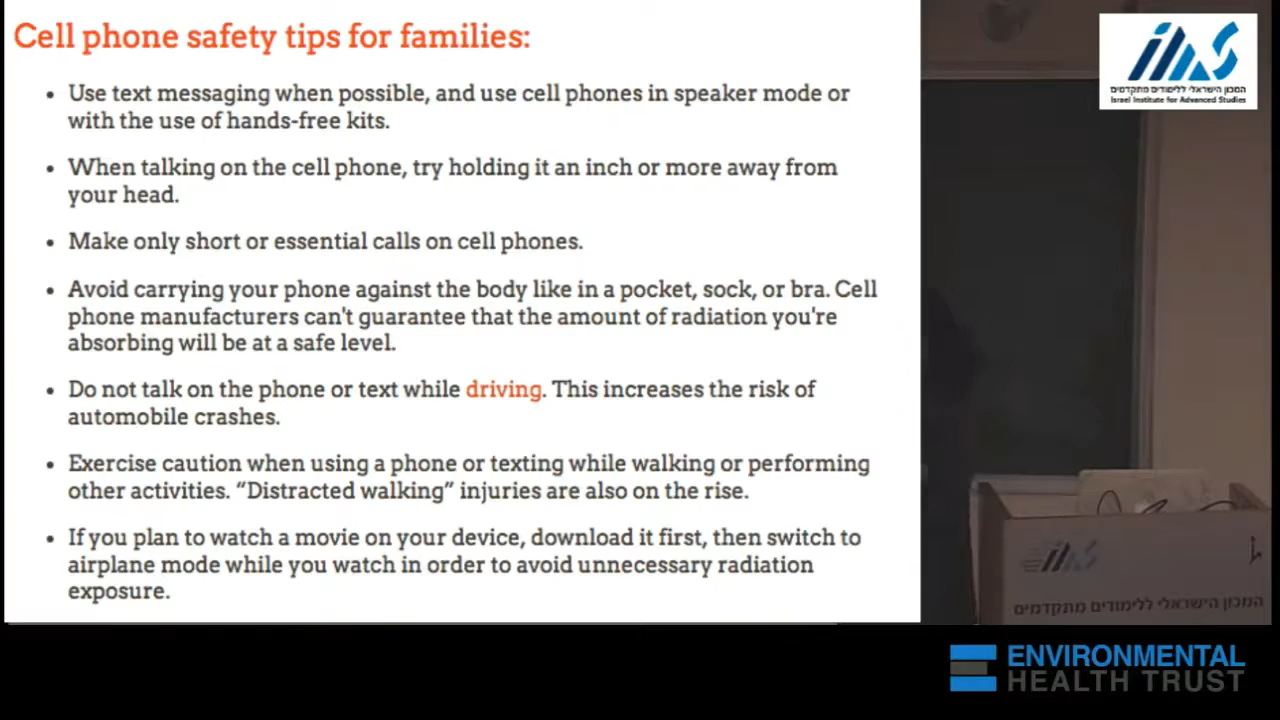 Cell phone safety tips for families:
• Use text messaging when possible, and use cell phones in speaker mode or
with the use of hands-free kits.
• When talking on the cell phone, try holding it an inch or more away from
your head.
• Make only short or essential calls on cell phones.
• Avoid carrying your phone against the body like in a pocket, sock, or bra. Cell
phone manufacturers can't guarantee that the amount of radiation you're
absorbing will be at a safe level.
• Do not talk on the phone or text while driving. This increases the risk of
automobile crashes.
• Exercise caution when using a phone or texting while walking or performing
other activities. “Distracted walking” injuries are also on the rise.
• If you plan to watch a movie on your device, download it first, then switch to
airplane mode while you watch in order to avoid unnecessary radiation
exposure.
IIAS
המכון הישראלי ללימודים מתקדמים
Israel Institute for Advanced Studies
IIAS
המכון הישראלי ללימודים מתקדמים
ENVIRONMENTAL
HEALTH TRUST